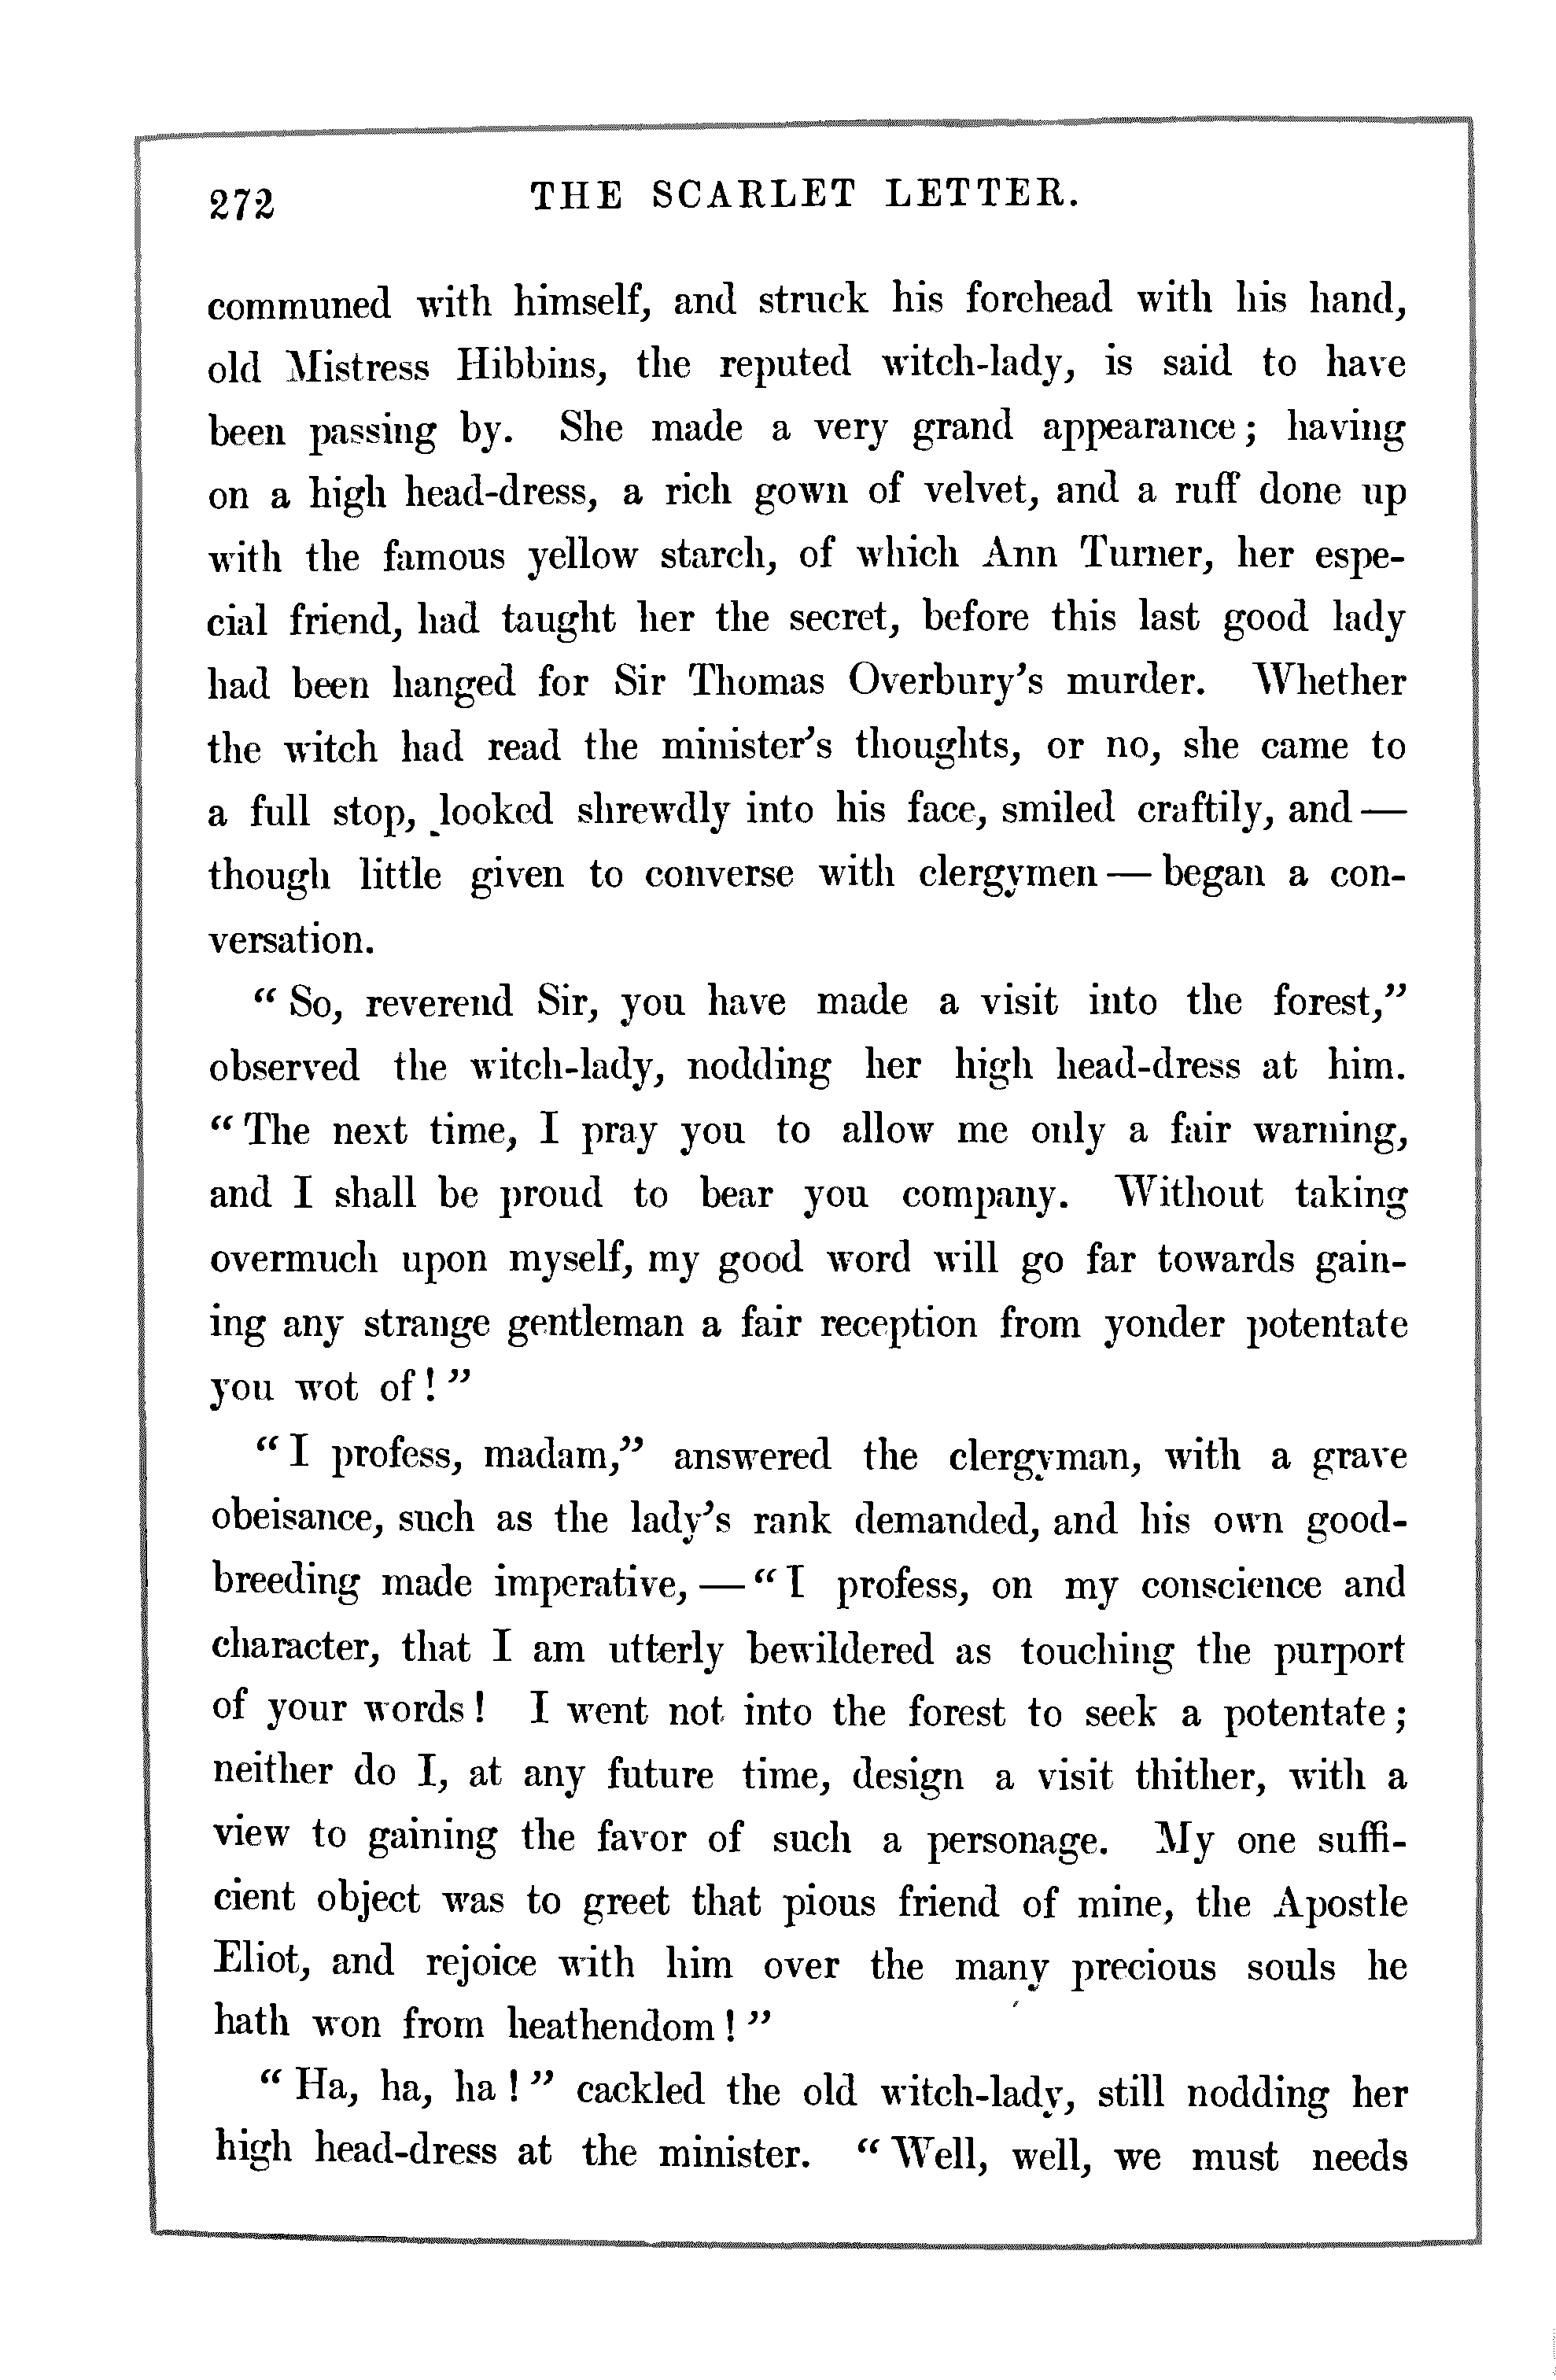 272 THE SCARLET LETTER.
communed with himself, and struck his forehead with his hand,
old Mistress Hibbins, the reputed witch-lady, is said to have
been passing by. She made a very grand appearance; having
on a high head-dress, a rich gown of velvet, and a ruff done up
with the famous yellow starch, of which Ann Turner, her espe-
cial friend, had taught her the secret, before this last good lady
had been hanged for Sir Thomas Overbury's murder. Whether
the witch had read the minister's thoughts, or no, she came to
a full stop, looked shrewdly into his face, smiled craftily, and —
though little given to converse with clergymen — began a con-
versation.
"So, reverend Sir, you have made a visit into the forest,"
observed the witch-lady, nodding her high head-dress at him.
"The next time, I pray you to allow me only a fair warning,
and I shall be proud to bear you company. Without taking
overmuch upon myself, my good word will go far towards gain-
ing any strange gentleman a fair reception from yonder potentate
you wot of!"
"I profess, madam," answered the clergyman, with a grave
obeisance, such as the lady's rank demanded, and his own good-
breeding made imperative, — "I profess, on my conscience and
character, that I am utterly bewildered as touching the purport
of your words! I went not into the forest to seek a potentate;
neither do I, at any future time, design a visit thither, with a
view to gaining the favor of such a personage. My one suffi-
cient object was to greet that pious friend of mine, the Apostle
Eliot, and rejoice with him over the many precious souls he
hath won from heathendom!"
"Ha, ha, ha!" cackled the old witch-lady, still nodding her
high head-dress at the minister. "Well, well, we must needs